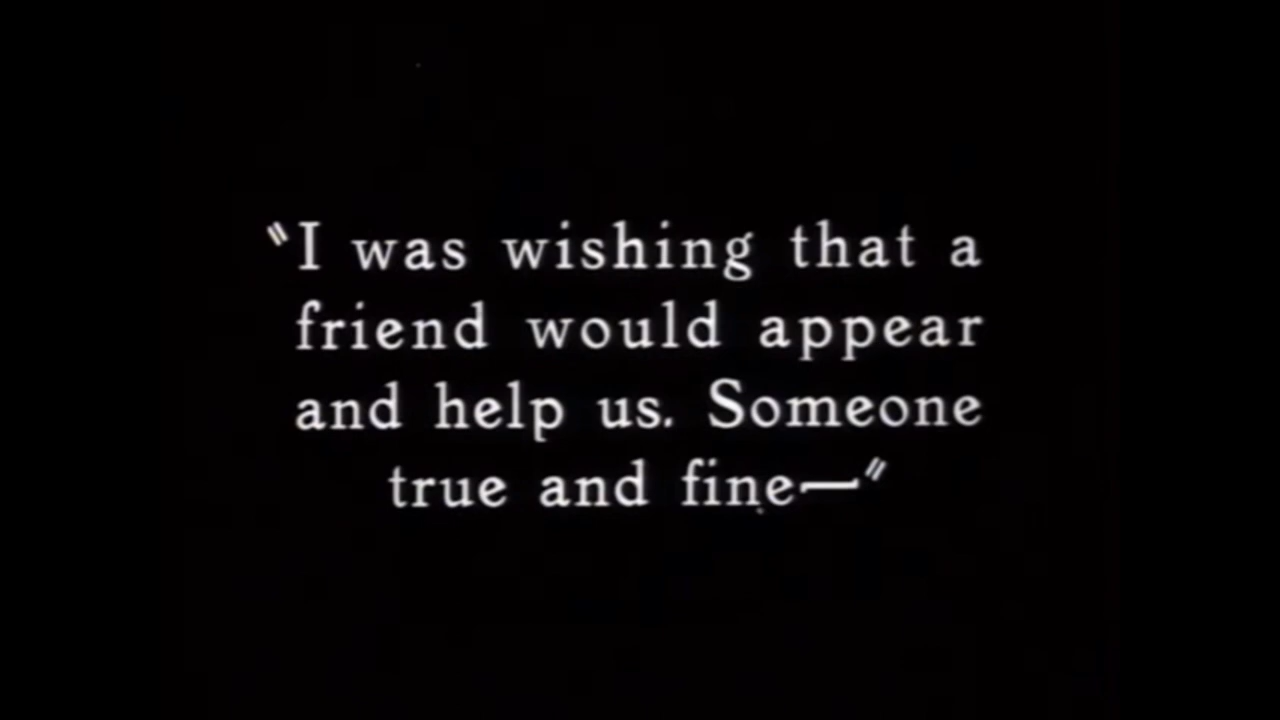 "I was wishing that a
friend would appear
and help us. Someone
true and fine—"